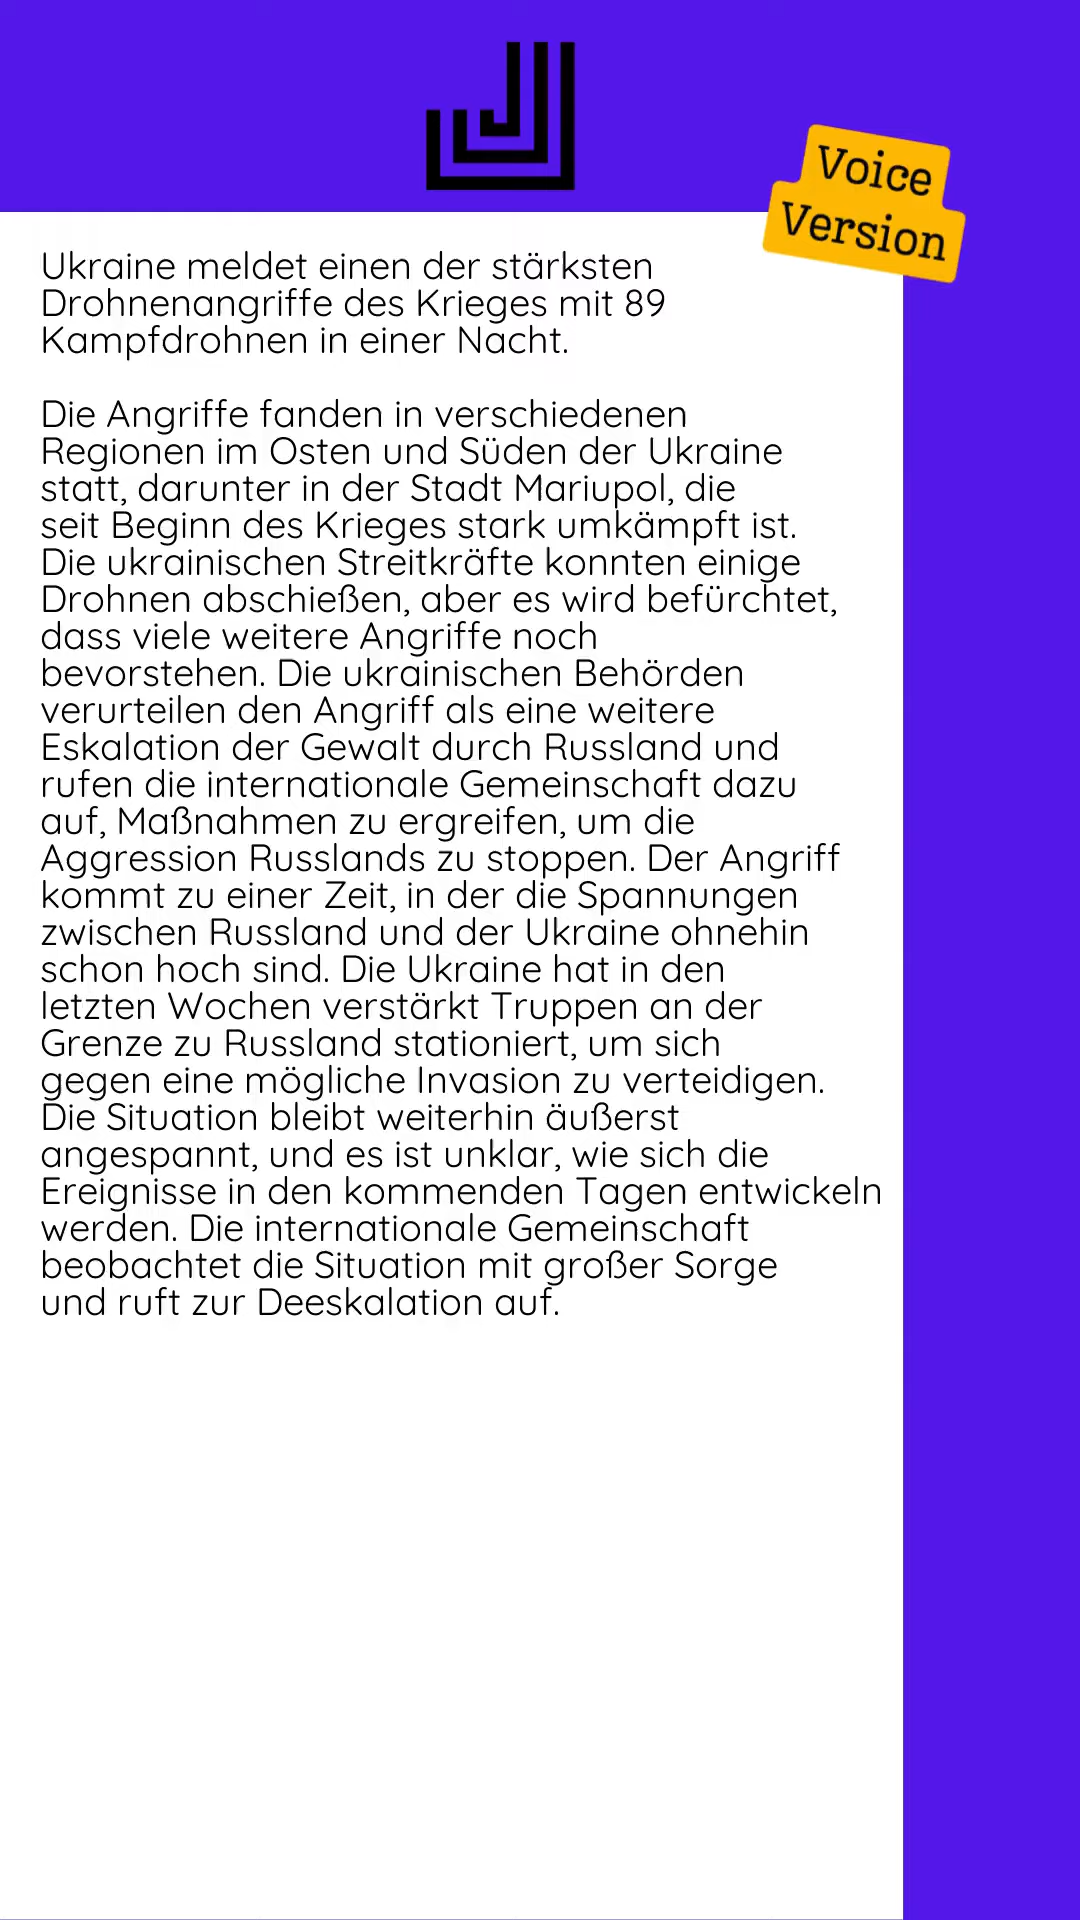 Voice
Version
Ukraine meldet einen der stärksten
Drohnenangriffe des Krieges mit 89
Kampfdrohnen in einer Nacht.
Die Angriffe fanden in verschiedenen
Regionen im Osten und Süden der Ukraine
statt, darunter in der Stadt Mariupol, die
seit Beginn des Krieges stark umkämpft ist.
Die ukrainischen Streitkräfte konnten einige
Drohnen abschießen, aber es wird befürchtet,
dass viele weitere Angriffe noch
bevorstehen. Die ukrainischen Behörden
verurteilen den Angriff als eine weitere
Eskalation der Gewalt durch Russland und
rufen die internationale Gemeinschaft dazu
auf, Maßnahmen zu ergreifen, um die
Aggression Russlands zu stoppen. Der Angriff
kommt zu einer Zeit, in der die Spannungen
zwischen Russland und der Ukraine ohnehin
schon hoch sind. Die Ukraine hat in den
letzten Wochen verstärkt Truppen an der
Grenze zu Russland stationiert, um sich
gegen eine mögliche Invasion zu verteidigen.
Die Situation bleibt weiterhin äußerst
angespannt, und es ist unklar, wie sich die
Ereignisse in den kommenden Tagen entwickeln
werden. Die internationale Gemeinschaft
beobachtet die Situation mit großer Sorge
und ruft zur Deeskalation auf.